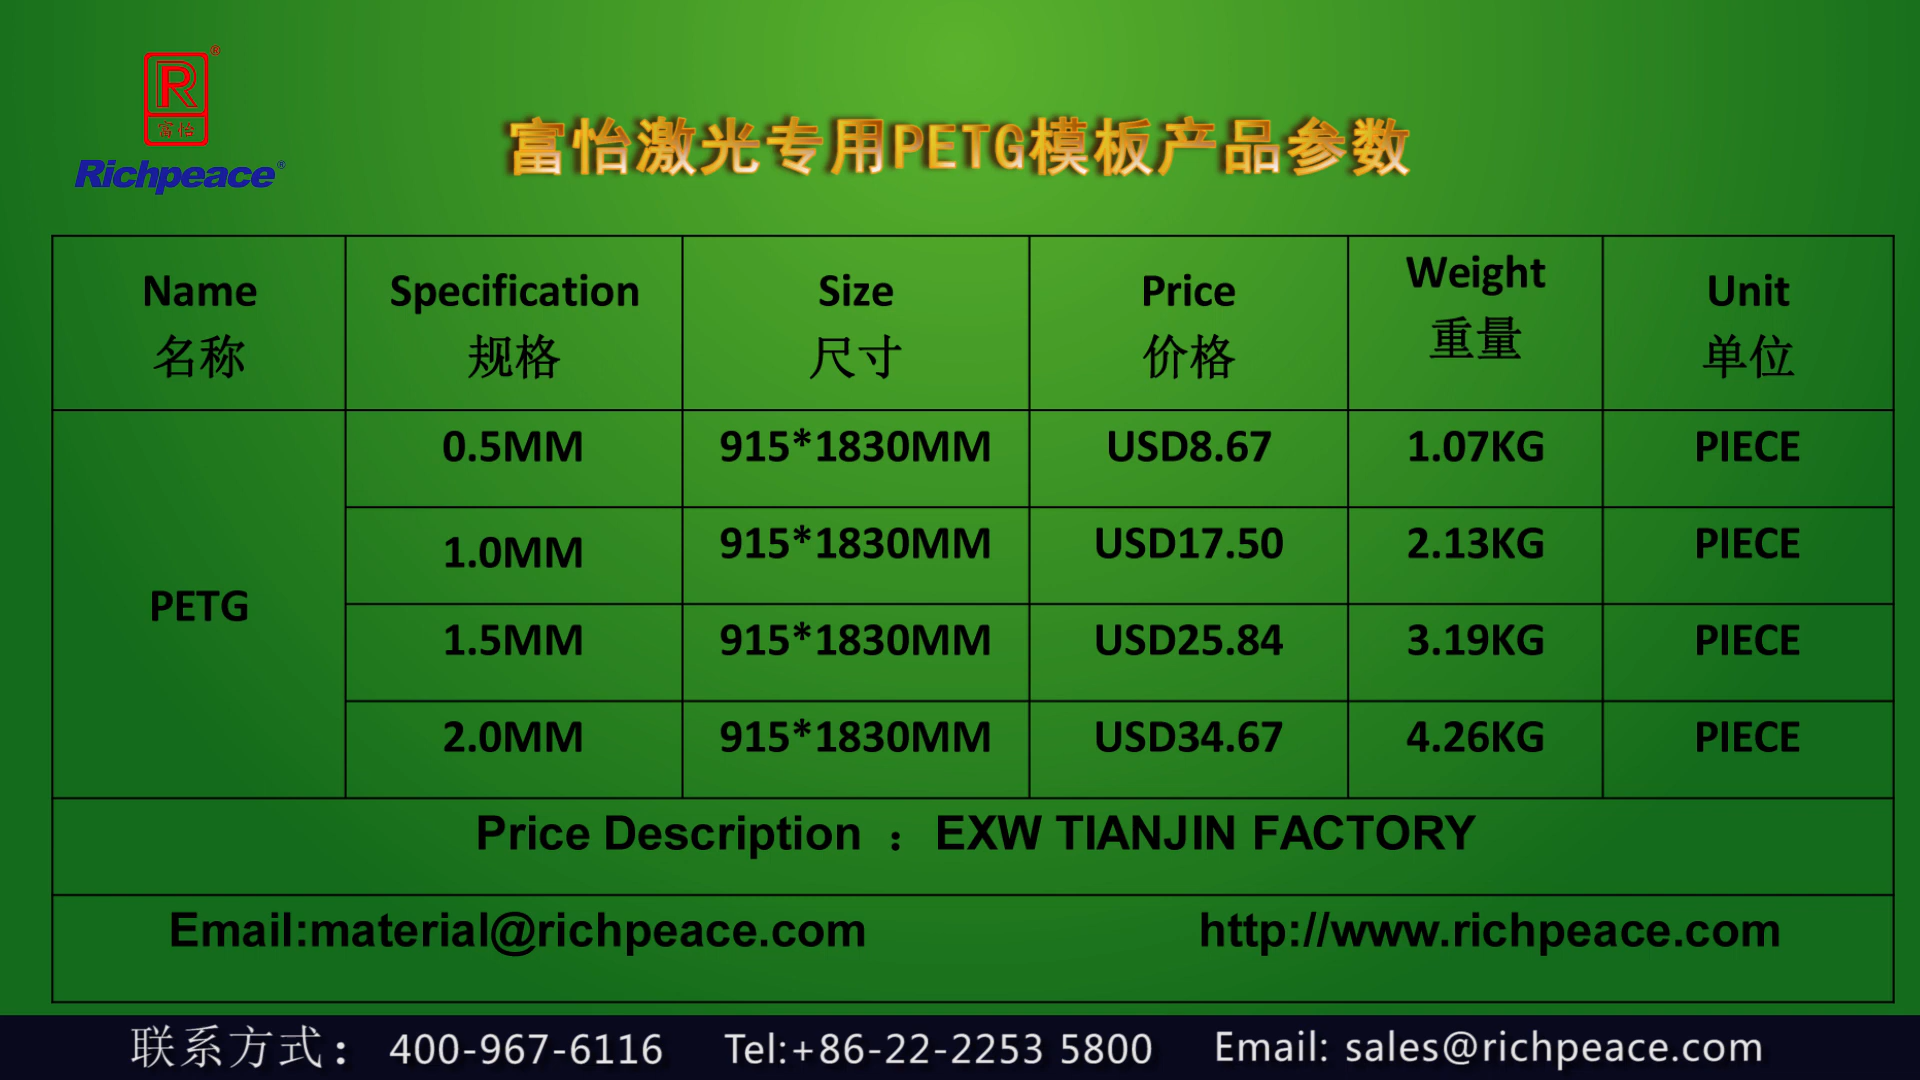 R®
富怡
Richpeace®
富怡激光专用PETG模板产品参数
Name Specification Size Price Weight Unit
名称 规格 尺寸 价格 重量 单位
PETG
0.5MM 915*1830MM USD8.67 1.07KG PIECE
1.0MM 915*1830MM USD17.50 2.13KG PIECE
1.5MM 915*1830MM USD25.84 3.19KG PIECE
2.0MM 915*1830MM USD34.67 4.26KG PIECE
Price Description ：EXW TIANJIN FACTORY
Email:material@richpeace.com http://www.richpeace.com
联系方式： 400-967-6116 Tel:+86-22-2253 5800 Email: sales@richpeace.com